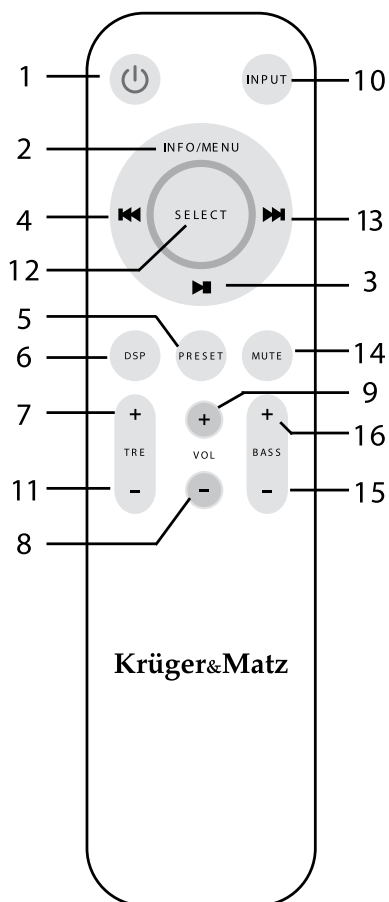 1
INPUT
10
2
INFO/MENU
4
SELECT
13
12
3
5
6
DSP
PRESET
MUTE
14
9
7
+
+
+
16
TRE
VOL
BASS
11
-
-
-
15
8
Krüger&Matz